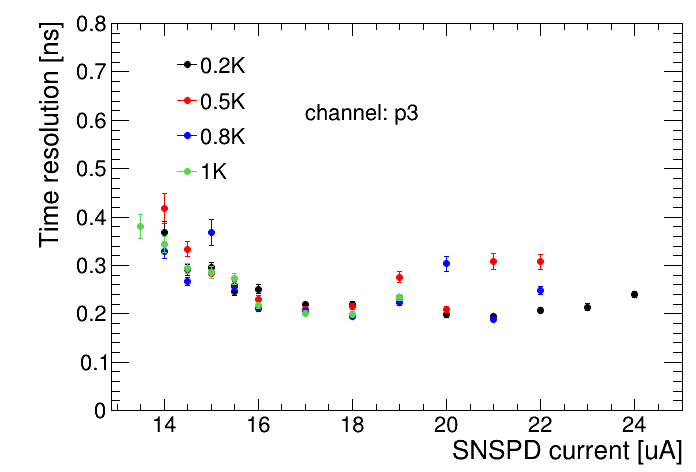 Time resolution [ns]
0.8
0.7
0.6
0.5
0.4
0.3
0.2
0.1
0
0.2K
0.5K
0.8K
1K
channel: p3
14 16 18 20 22 24
SNSPD current [uA]